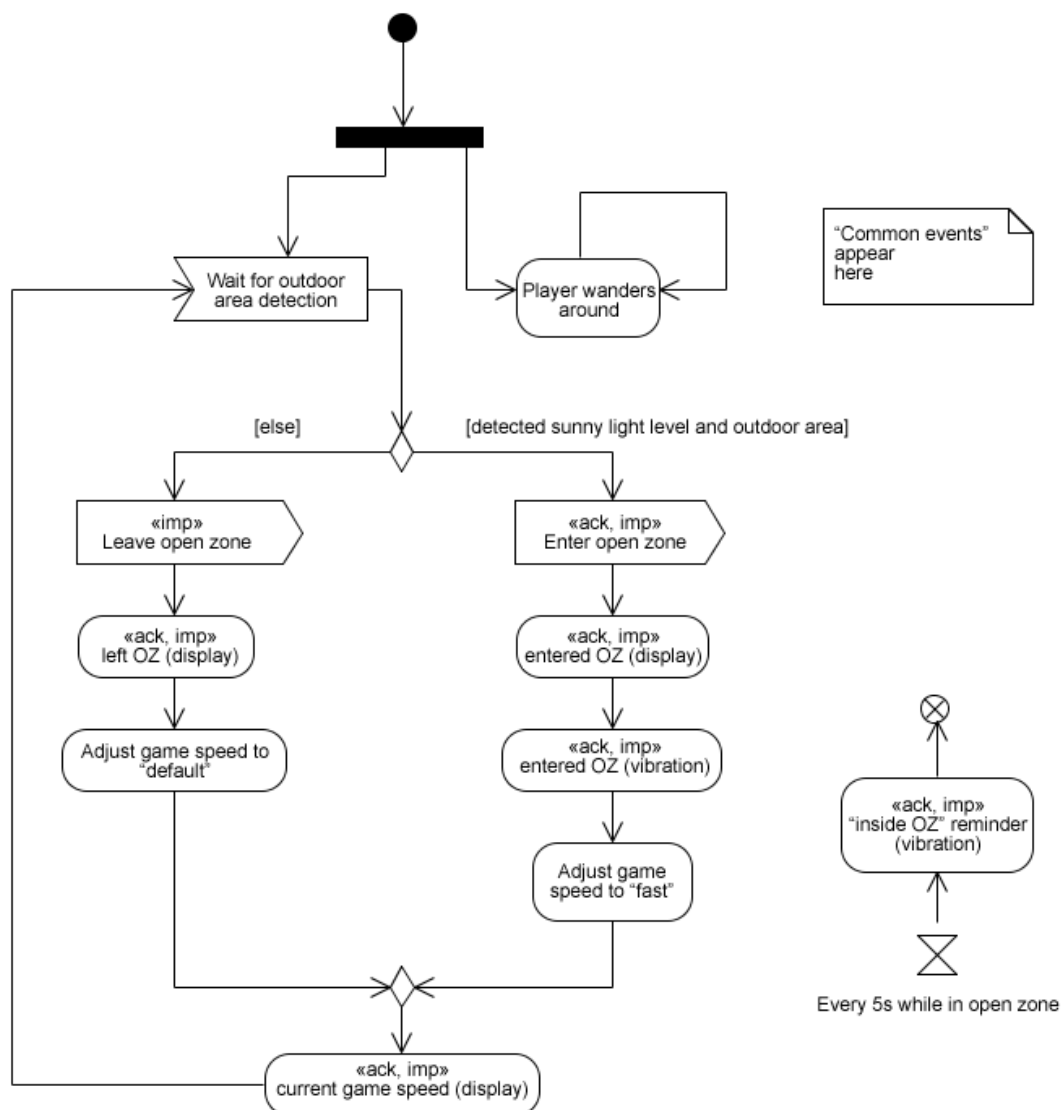 Wait for outdoor
area detection
Player wanders
around
“Common events”
appear
here
[else]
[detected sunny light level and outdoor area]
«imp»
Leave open zone
«ack, imp»
Enter open zone
«ack, imp»
left OZ (display)
«ack, imp»
entered OZ (display)
Adjust game speed to
“default”
«ack, imp»
entered OZ (vibration)
«ack, imp»
“inside OZ” reminder
(vibration)
Adjust game
speed to “fast”
Every 5s while in open zone
«ack, imp»
current game speed (display)